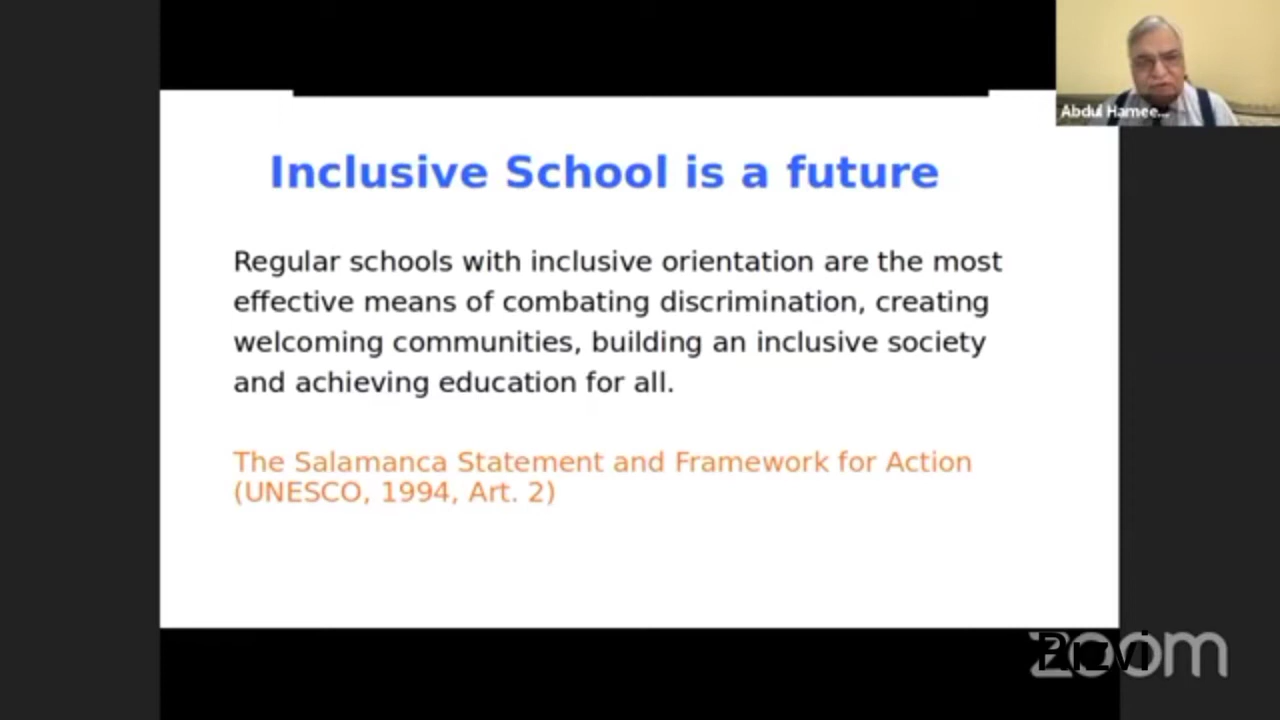 Abdul Hamee...
Inclusive School is a future
Regular schools with inclusive orientation are the most
effective means of combating discrimination, creating
welcoming communities, building an inclusive society
and achieving education for all.
The Salamanca Statement and Framework for Action
(UNESCO, 1994, Art. 2)
zoom